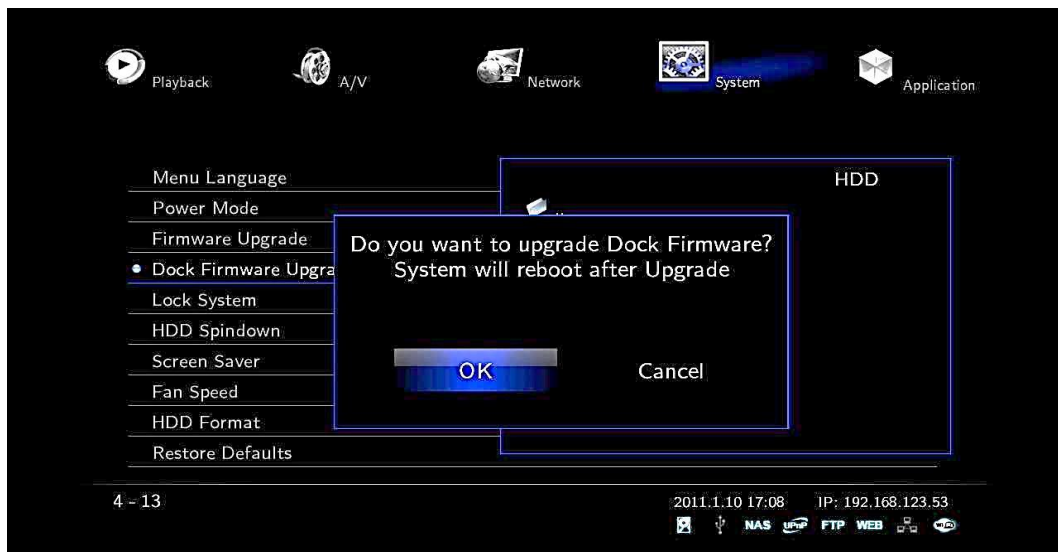 Playback
A/V
Network
System
Application
Menu Language
HDD
Power Mode
..
Firmware Upgrade
Do you want to upgrade Dock Firmware?
Dock Firmware Upgra
System will reboot after Upgrade
Lock System
HDD Spindown
Screen Saver
OK
Cancel
Fan Speed
HDD Format
Restore Defaults
4 - 13
2011.1.10 17:08
IP: 192.168.123.53
NAS
UPnP
FTP
WEB